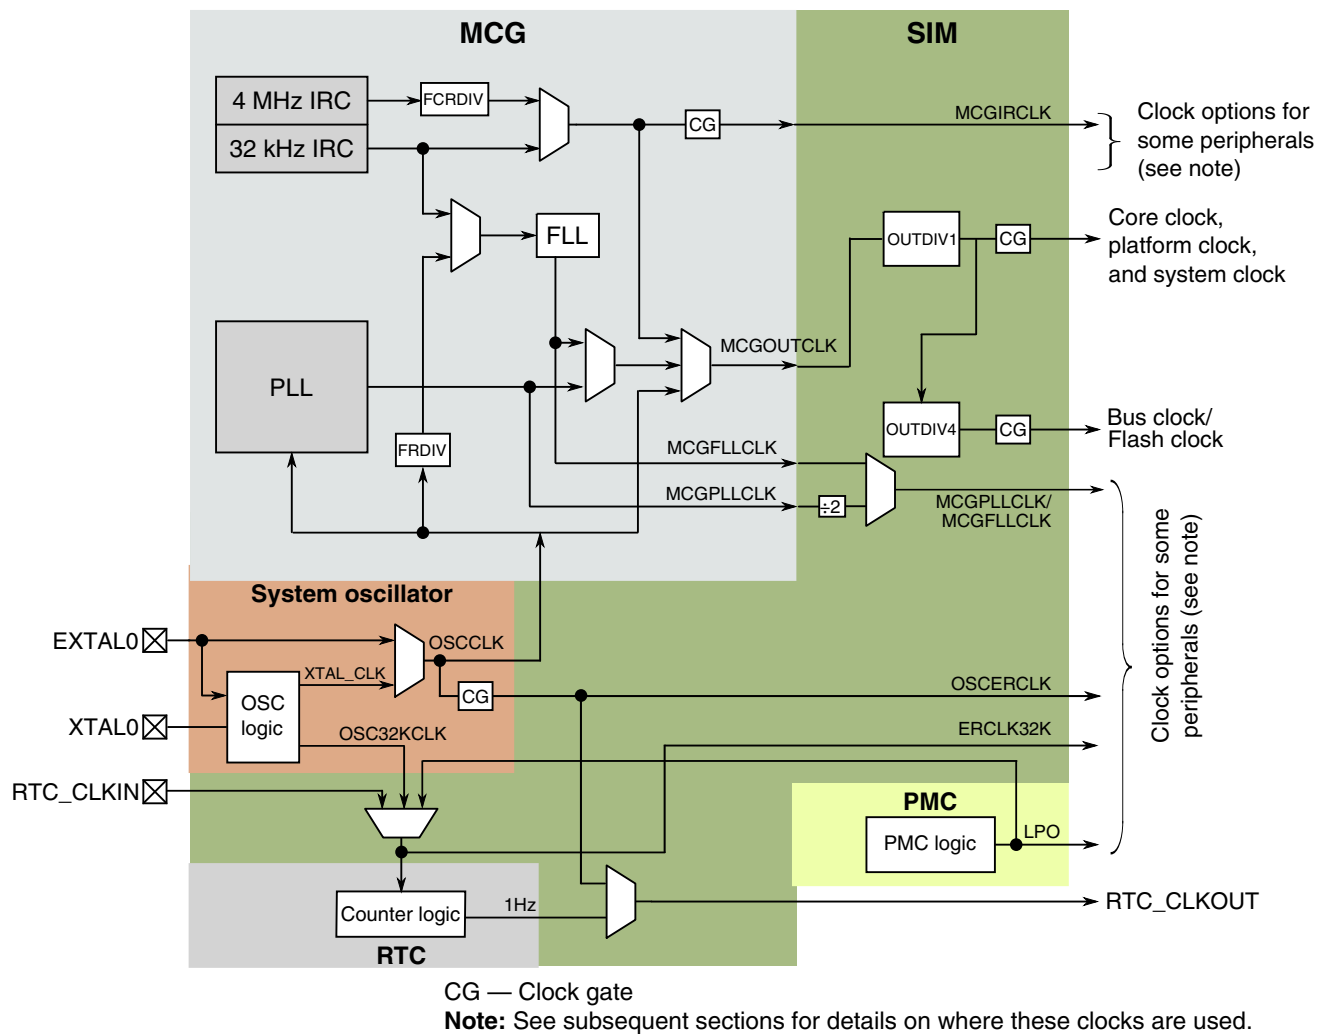 MCG
SIM
4 MHz IRC
FCRDIV
32 kHz IRC
CG
MCGIRCLK
Clock options for
some peripherals
(see note)
FLL
OUTDIV1
CG
Core clock,
platform clock,
and system clock
PLL
MCGOUTCLK
FRDIV
OUTDIV4
CG
Bus clock/
Flash clock
MCGFLLCLK
MCGPLLCLK
÷2
MCGPLLCLK/
MCGFLLCLK
Clock options for some
peripherals (see note)
System oscillator
EXTAL0
OSCCLK
XTAL_CLK
OSC
logic
CG
OSCERCLK
XTAL0
OSC32KCLK
ERCLK32K
RTC_CLKIN
PMC
PMC logic
LPO
Counter logic
1Hz
RTC_CLKOUT
RTC
CG — Clock gate
Note: See subsequent sections for details on where these clocks are used.